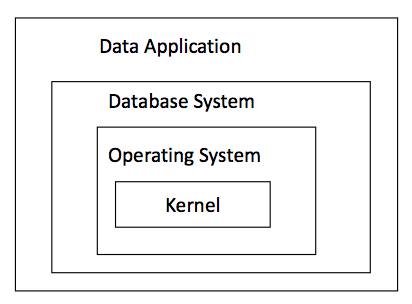 Data Application
Database System
Operating System
Kernel